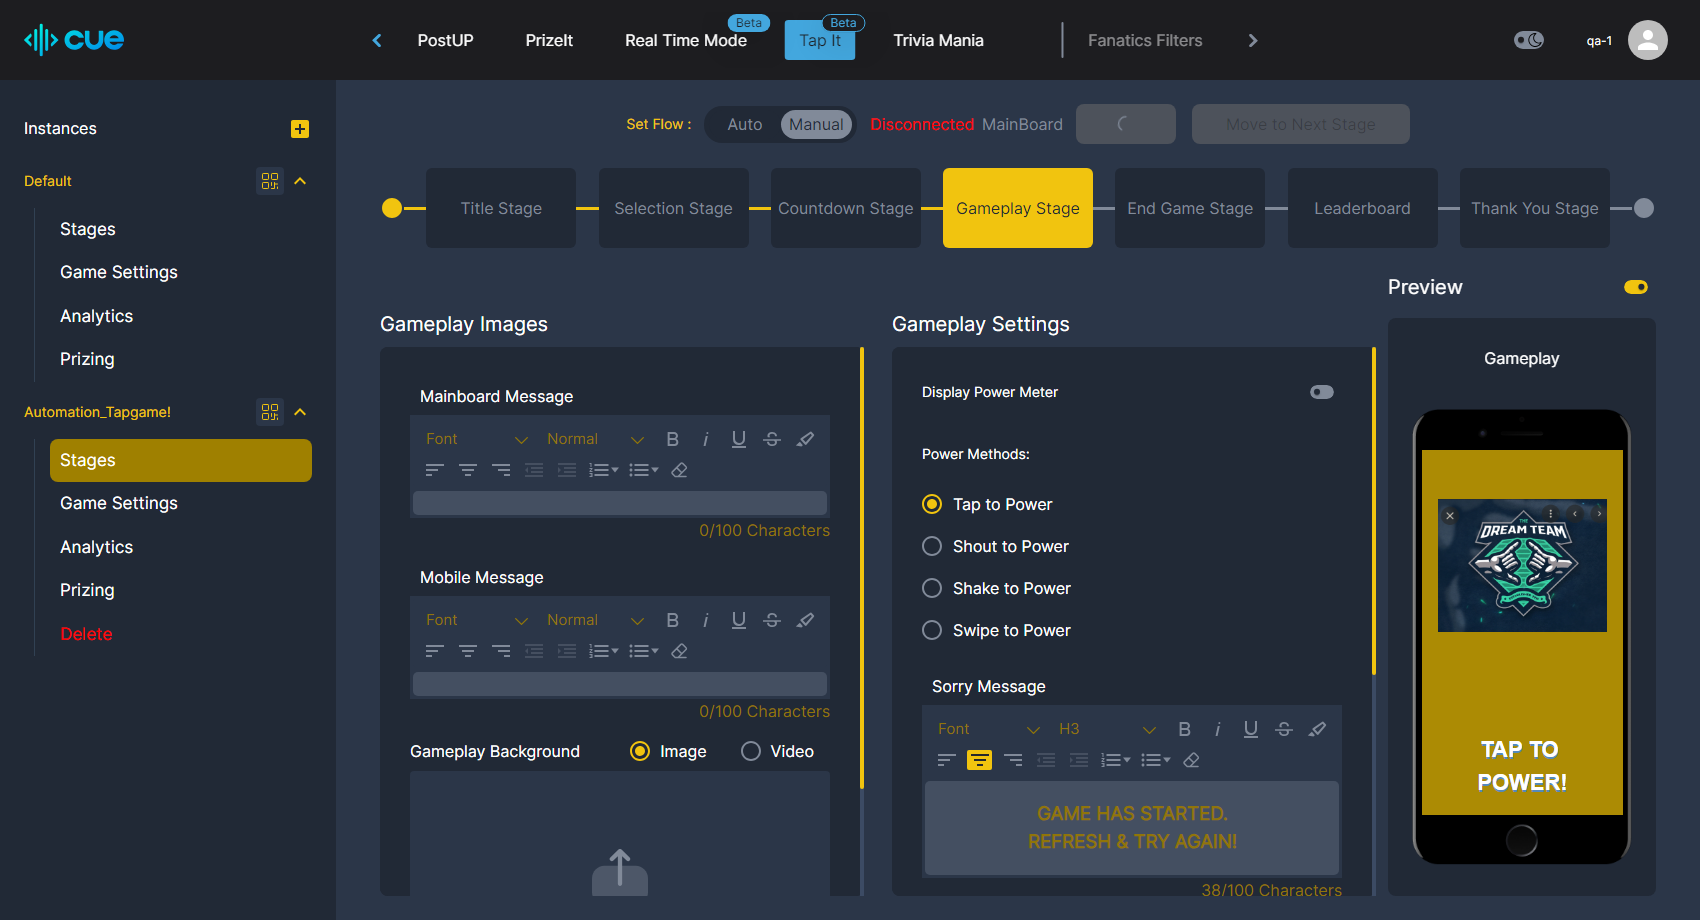 cue
PostUP
PrizeIt
Real Time Mode
Beta
Tap It
Beta
Trivia Mania
Fanatics Filters
qa-1
Instances
Default
Stages
Game Settings
Analytics
Prizing
Automation_Tapgame!
Stages
Game Settings
Analytics
Prizing
Delete
Set Flow :
Auto
Manual
Disconnected MainBoard
Move to Next Stage
Title Stage
Selection Stage
Countdown Stage
Gameplay Stage
End Game Stage
Leaderboard
Thank You Stage
Gameplay Images
Mainboard Message
Font
Normal
0/100 Characters
Mobile Message
Font
Normal
0/100 Characters
Gameplay Background
Image
Video
Gameplay Settings
Display Power Meter
Power Methods:
Tap to Power
Shout to Power
Shake to Power
Swipe to Power
Sorry Message
Font
H3
GAME HAS STARTED.
REFRESH & TRY AGAIN!
38/100 Characters
Preview
Gameplay
THE
DREAM TEAM
TAP TO
POWER!